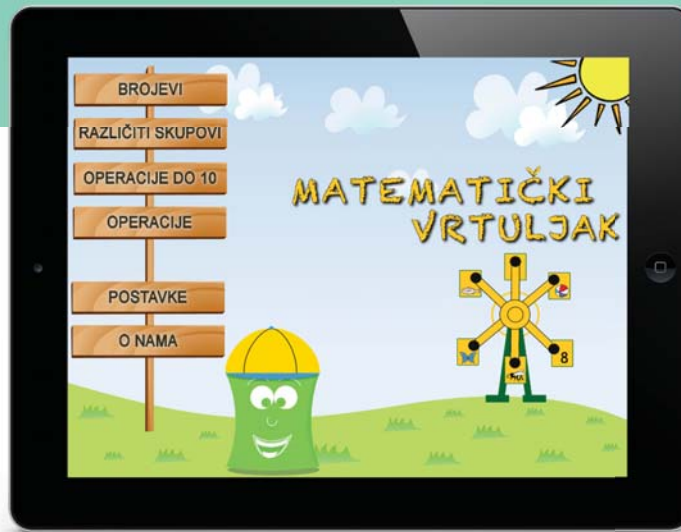 BROJEVI
RAZLIČITI SKUPOVI
OPERACIJE DO 10
OPERACIJE
POSTAVKE
O NAMA
MATEMATIČKI
VRTULJAK
8